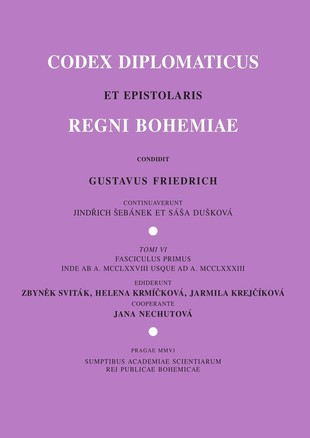 CODEX DIPLOMATICUS
ET EPISTOLARIS
REGNI BOHEMIAE
CONDIDIT
GUSTAVUS FRIEDRICH
CONTINUAVERUNT
JINDŘICH ŠEBÁNEK ET SÁŠA DUŠKOVÁ
TOMI VI
FASCICULUS PRIMUS
INDE AB A. MCCLXXVIII USQUE AD A. MCCLXXXIII
EDIDERUNT
ZBYNĚK SVITÁK, HELENA KRMÍČKOVÁ, JARMILA KREJČÍKOVÁ
COOPERANTE
JANA NECHUTOVÁ
PRAGAE MMVI
SUMPTIBUS ACADEMIAE SCIENTIARUM
REI PUBLICAE BOHEMICAE